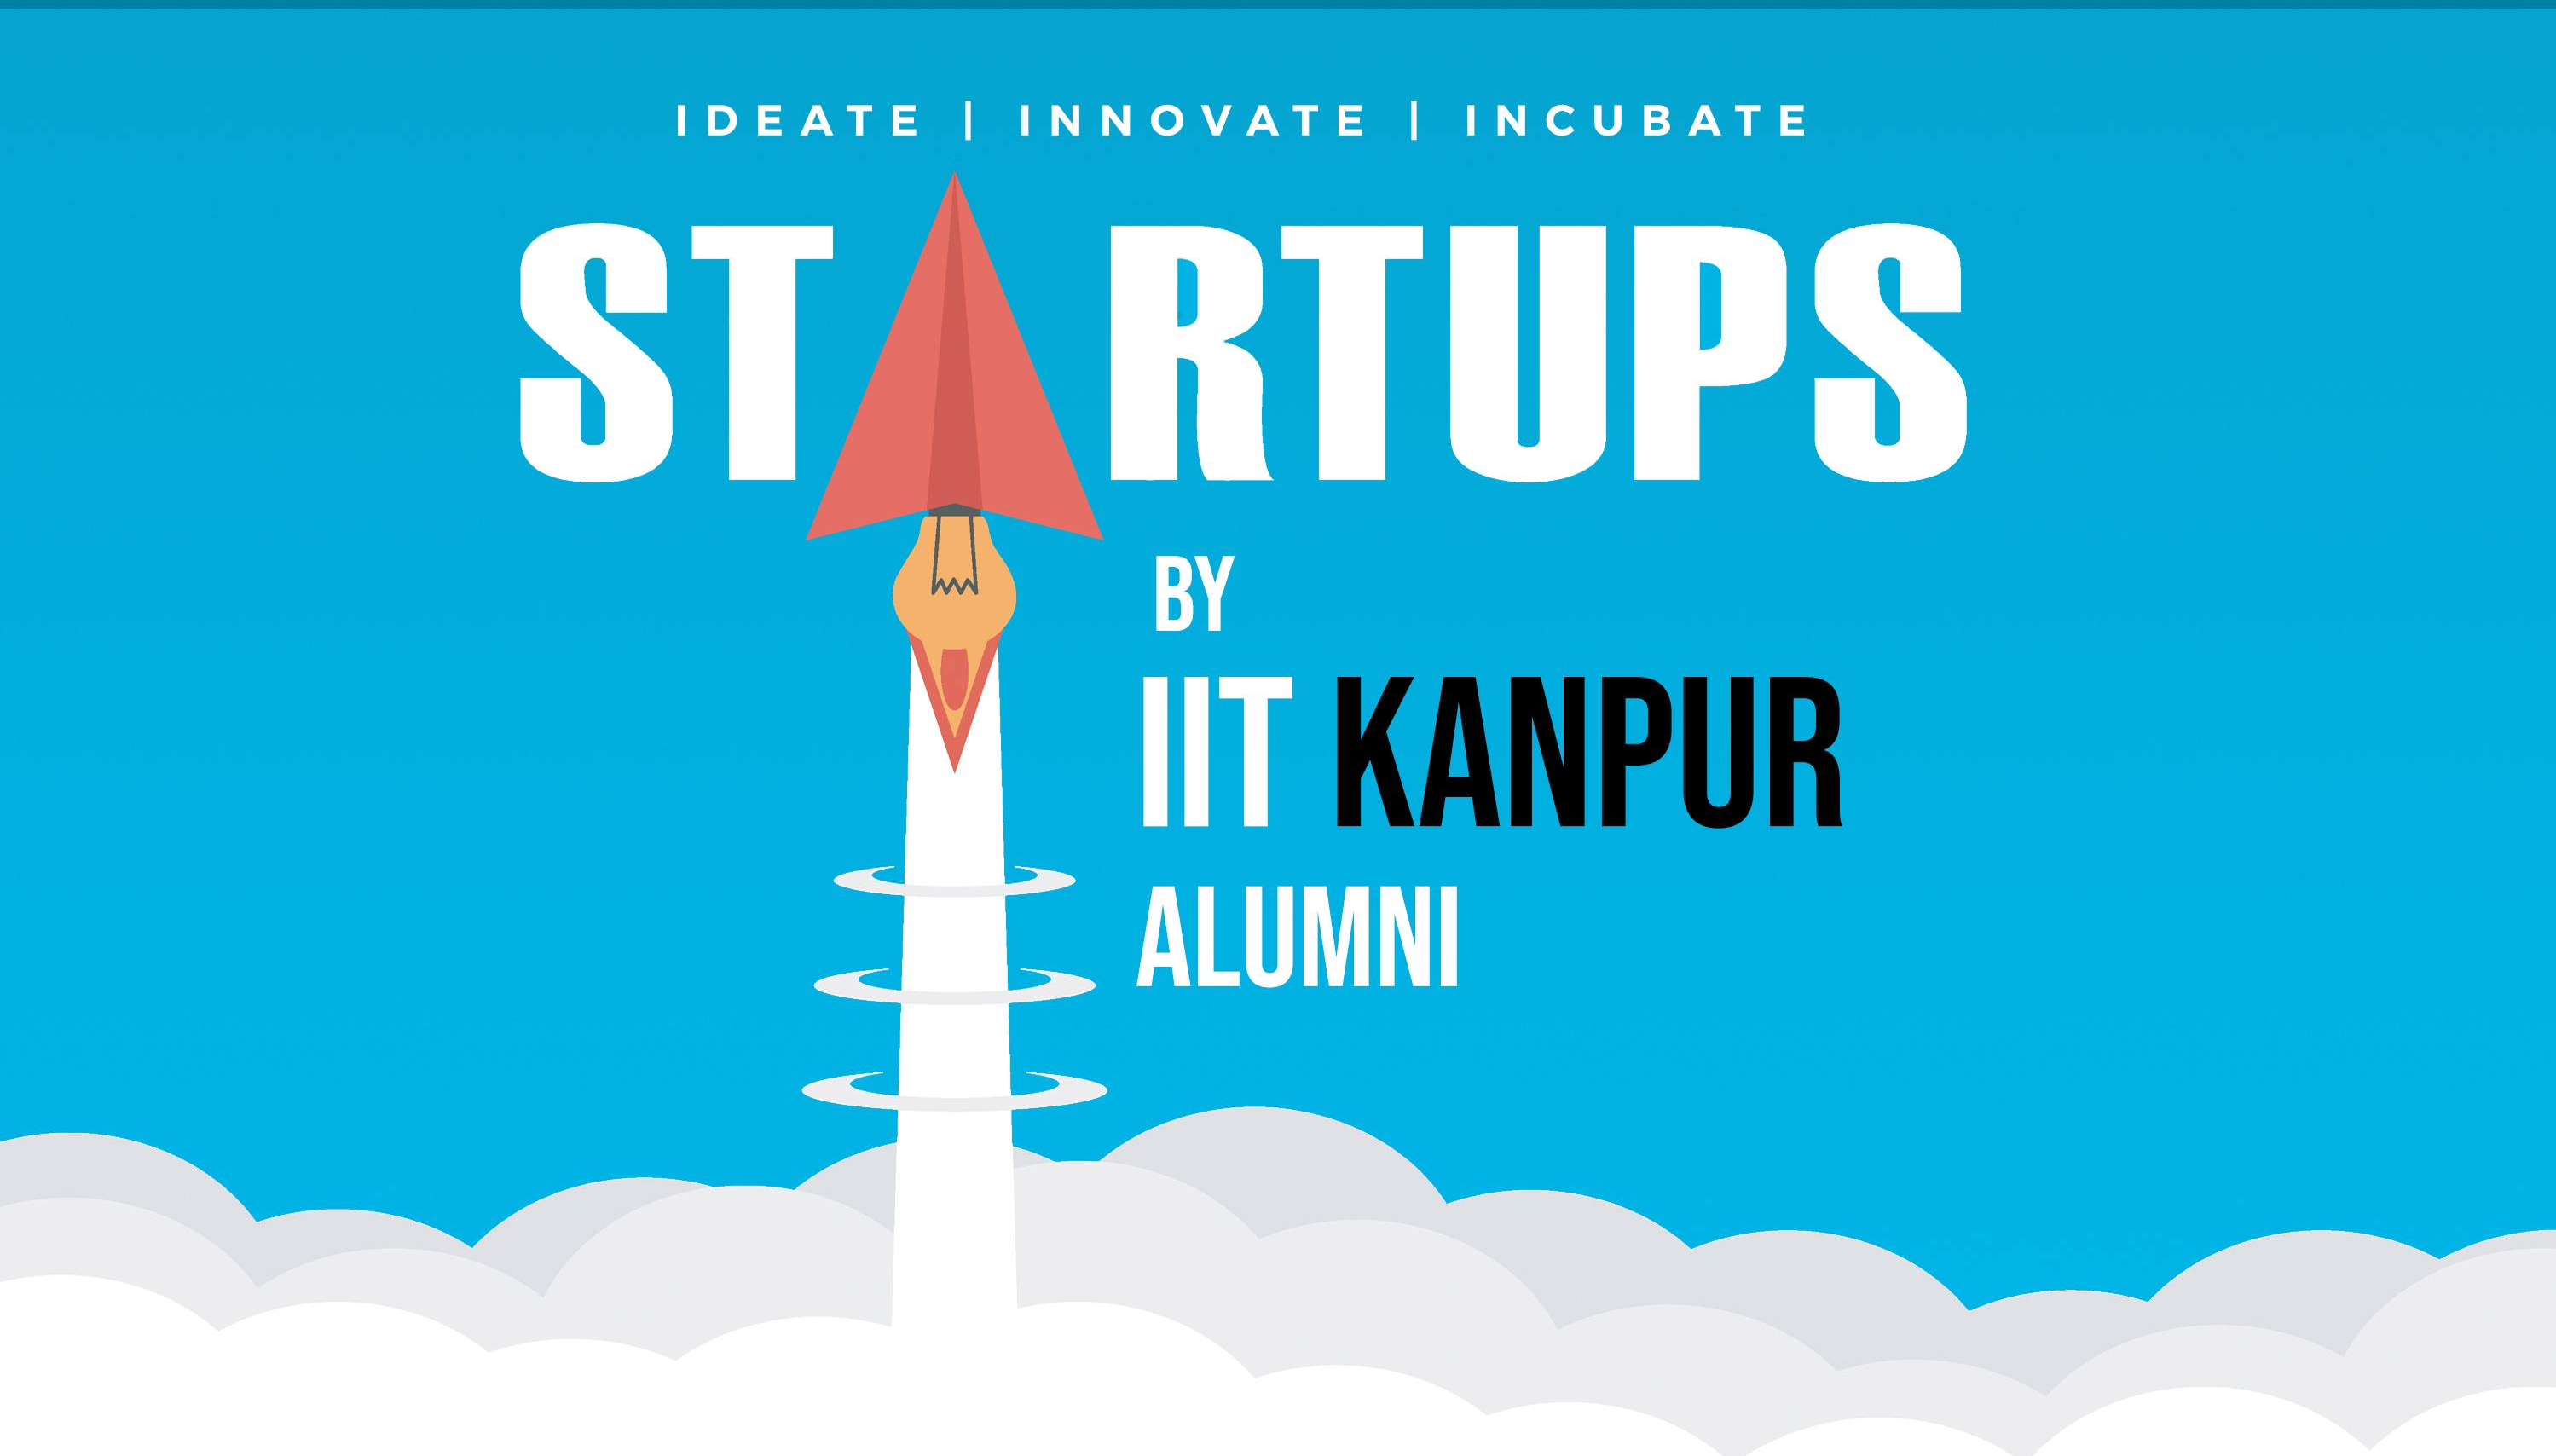 IDEATE | INNOVATE | INCUBATE
STARTUPS
BY
IIT KANPUR
ALUMNI